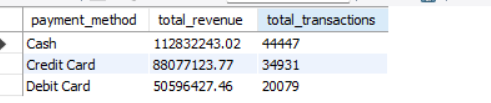 payment_method total_revenue total_transactions
Cash 112832243.02 44447
Credit Card 88077123.77 34931
Debit Card 50596427.46 20079